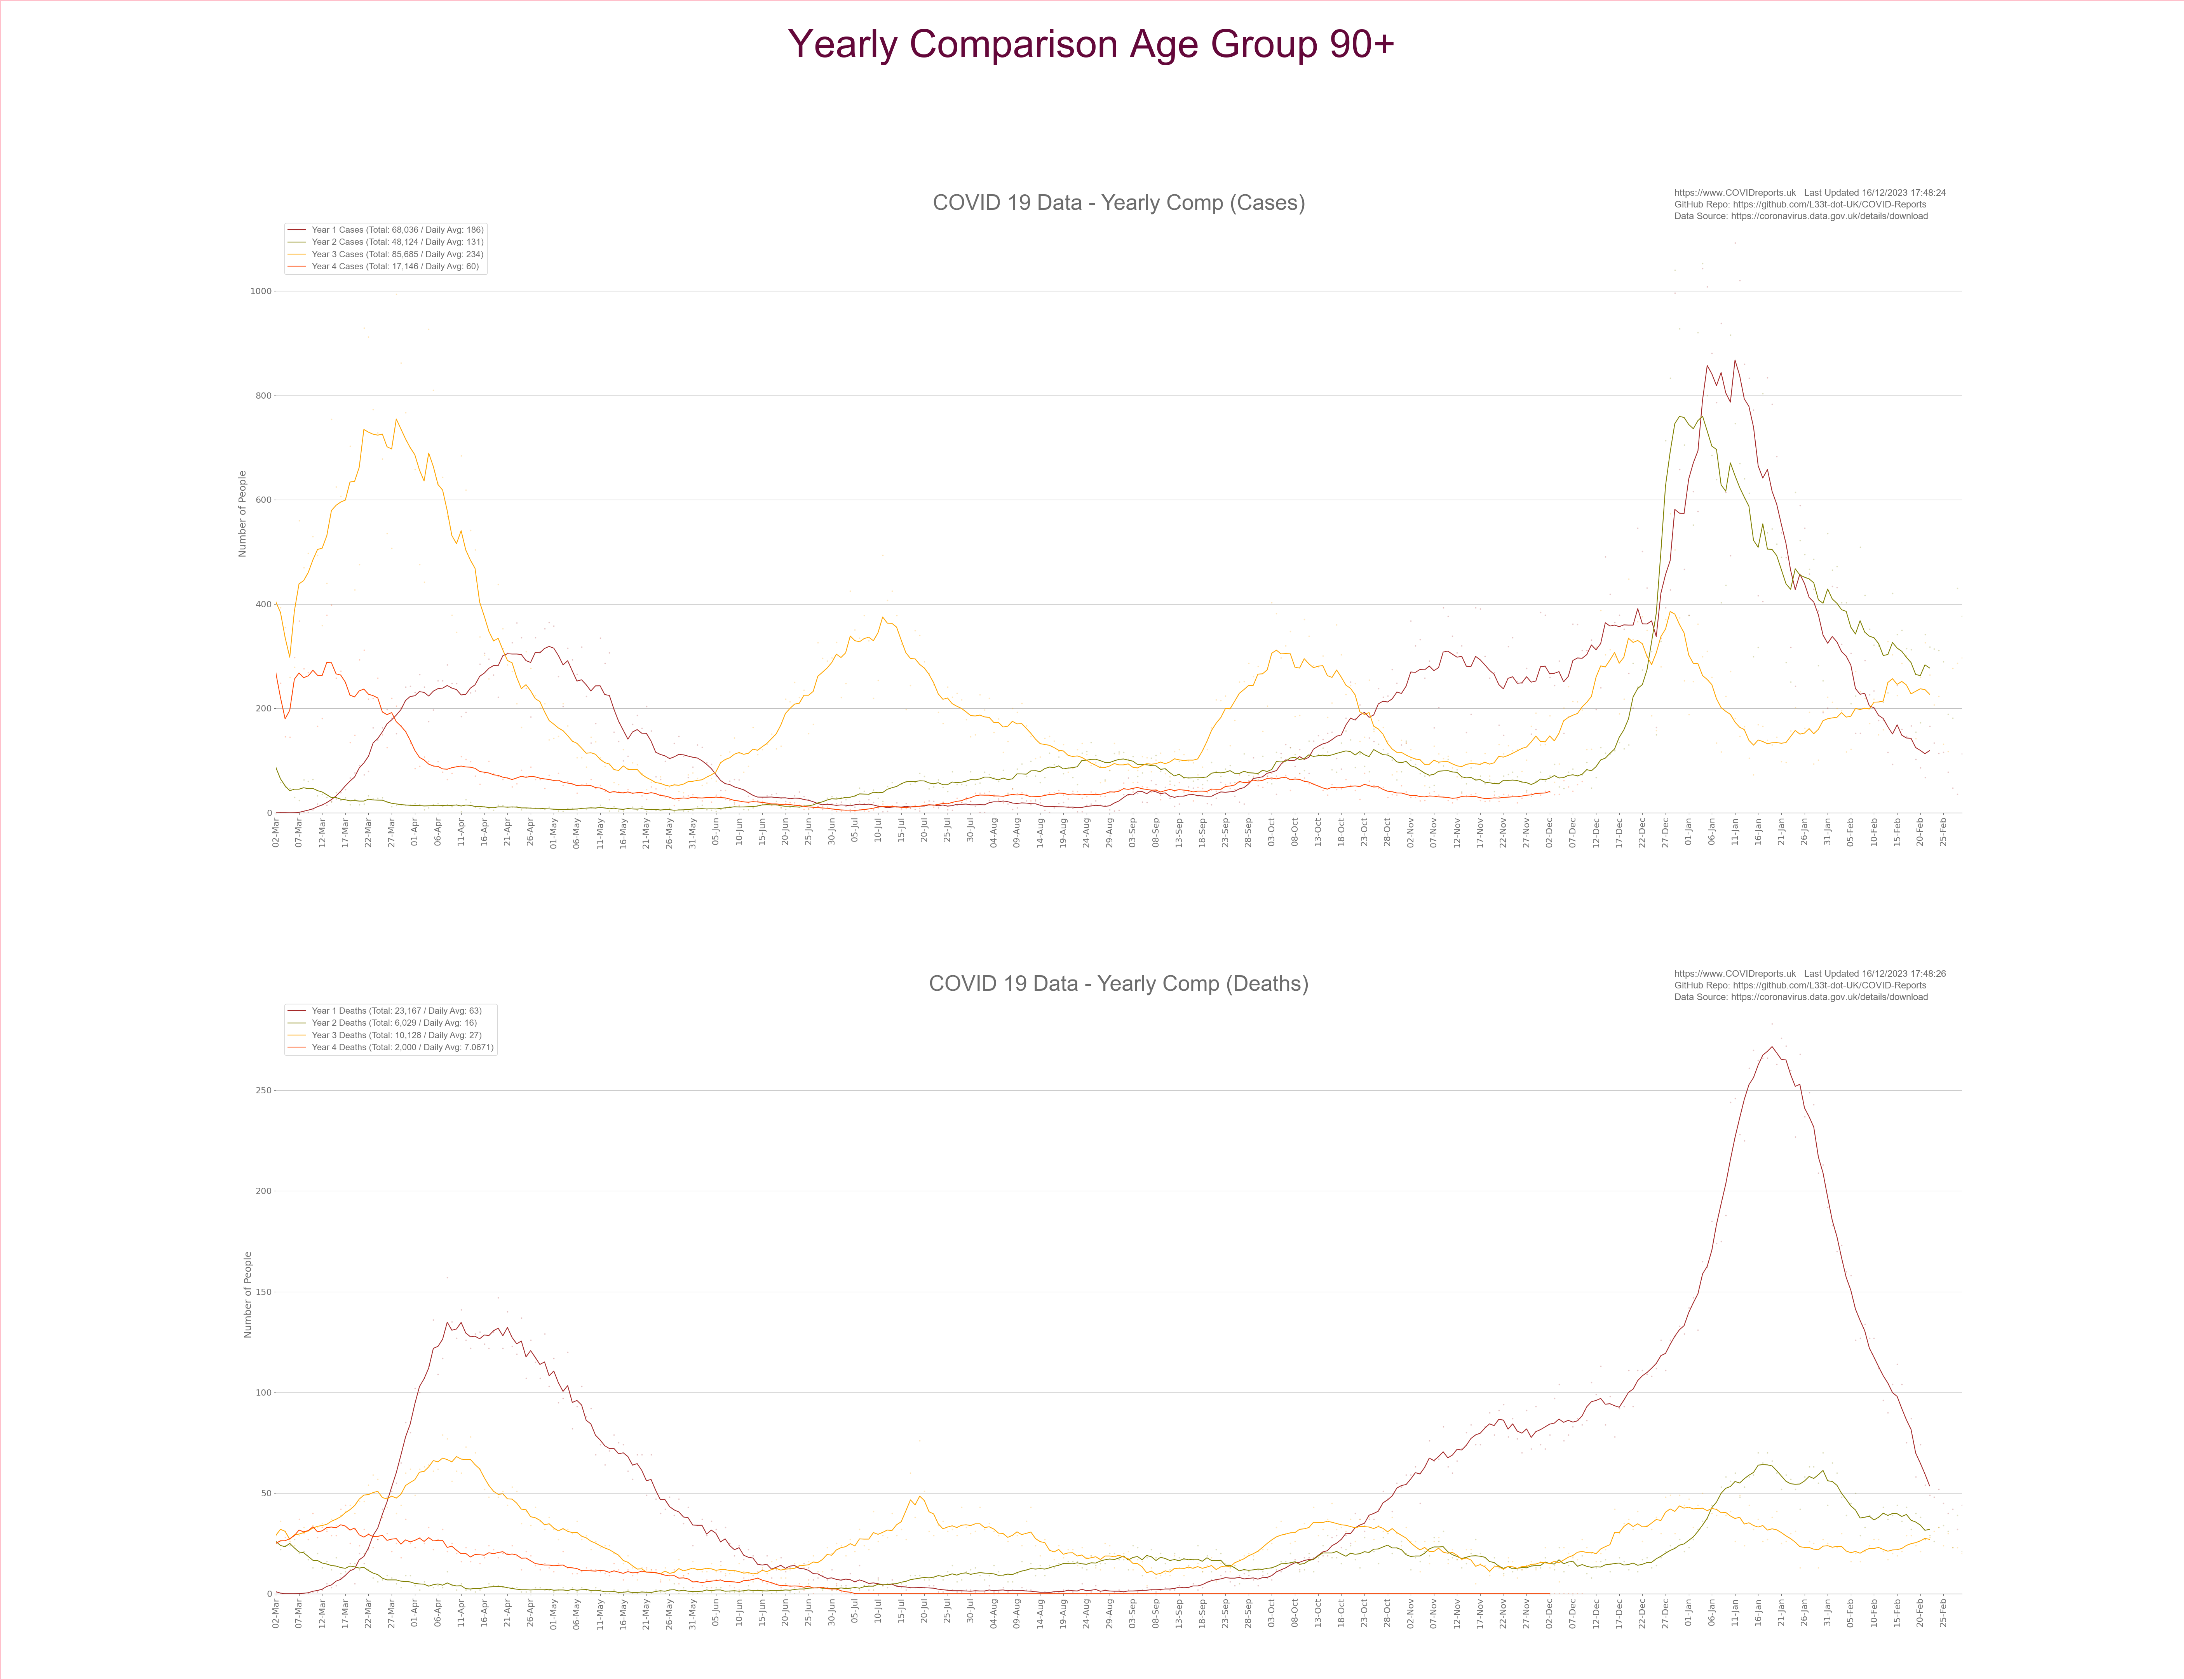 Yearly Comparison Age Group 90+
COVID 19 Data - Yearly Comp (Cases)
https://www.COVIDreports.uk   Last Updated 16/12/2023 17:48:24
GitHub Repo: https://github.com/L33t-dot-UK/COVID-Reports
Data Source: https://coronavirus.data.gov.uk/details/download
Year 1 Cases (Total: 68,036 / Daily Avg: 186)
Year 2 Cases (Total: 48,124 / Daily Avg: 131)
Year 3 Cases (Total: 85,685 / Daily Avg: 234)
Year 4 Cases (Total: 17,146 / Daily Avg: 60)
Number of People
1000
800
600
400
200
0
02-Mar 07-Mar 12-Mar 17-Mar 22-Mar 27-Mar 01-Apr 06-Apr 11-Apr 16-Apr 21-Apr 26-Apr 01-May 06-May 11-May 16-May 21-May 26-May 31-May 05-Jun 10-Jun 15-Jun 20-Jun 25-Jun 30-Jun 05-Jul 10-Jul 15-Jul 20-Jul 25-Jul 30-Jul 04-Aug 09-Aug 14-Aug 19-Aug 24-Aug 29-Aug 03-Sep 08-Sep 13-Sep 18-Sep 23-Sep 28-Sep 03-Oct 08-Oct 13-Oct 18-Oct 23-Oct 28-Oct 02-Nov 07-Nov 12-Nov 17-Nov 22-Nov 27-Nov 02-Dec 07-Dec 12-Dec 17-Dec 22-Dec 27-Dec 01-Jan 06-Jan 11-Jan 16-Jan 21-Jan 26-Jan 31-Jan 05-Feb 10-Feb 15-Feb 20-Feb 25-Feb
COVID 19 Data - Yearly Comp (Deaths)
https://www.COVIDreports.uk   Last Updated 16/12/2023 17:48:26
GitHub Repo: https://github.com/L33t-dot-UK/COVID-Reports
Data Source: https://coronavirus.data.gov.uk/details/download
Year 1 Deaths (Total: 23,167 / Daily Avg: 63)
Year 2 Deaths (Total: 6,029 / Daily Avg: 16)
Year 3 Deaths (Total: 10,128 / Daily Avg: 27)
Year 4 Deaths (Total: 2,000 / Daily Avg: 7.0671)
Number of People
250
200
150
100
50
0
02-Mar 07-Mar 12-Mar 17-Mar 22-Mar 27-Mar 01-Apr 06-Apr 11-Apr 16-Apr 21-Apr 26-Apr 01-May 06-May 11-May 16-May 21-May 26-May 31-May 05-Jun 10-Jun 15-Jun 20-Jun 25-Jun 30-Jun 05-Jul 10-Jul 15-Jul 20-Jul 25-Jul 30-Jul 04-Aug 09-Aug 14-Aug 19-Aug 24-Aug 29-Aug 03-Sep 08-Sep 13-Sep 18-Sep 23-Sep 28-Sep 03-Oct 08-Oct 13-Oct 18-Oct 23-Oct 28-Oct 02-Nov 07-Nov 12-Nov 17-Nov 22-Nov 27-Nov 02-Dec 07-Dec 12-Dec 17-Dec 22-Dec 27-Dec 01-Jan 06-Jan 11-Jan 16-Jan 21-Jan 26-Jan 31-Jan 05-Feb 10-Feb 15-Feb 20-Feb 25-Feb